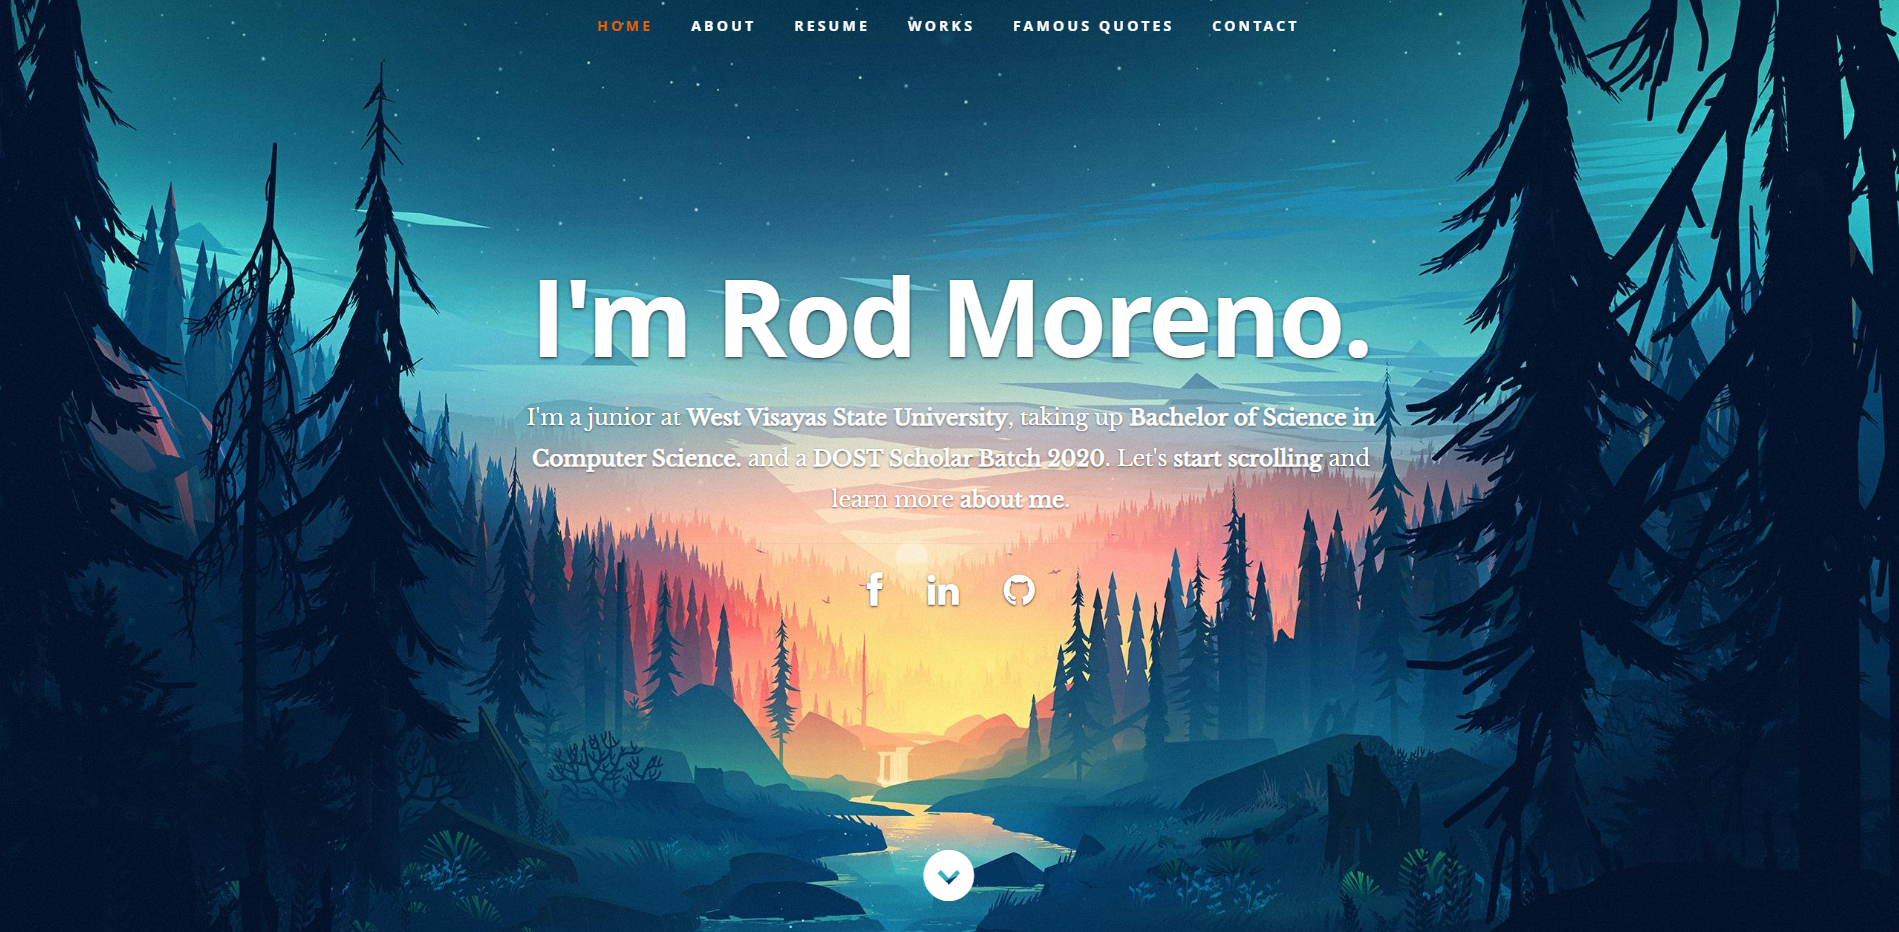 HOME ABOUT RESUME WORKS FAMOUS QUOTES CONTACT
I'm Rod Moreno.
I'm a junior at West Visayas State University, taking up Bachelor of Science in
Computer Science. and a DOST Scholar Batch 2020. Let's start scrolling and
learn more about me.